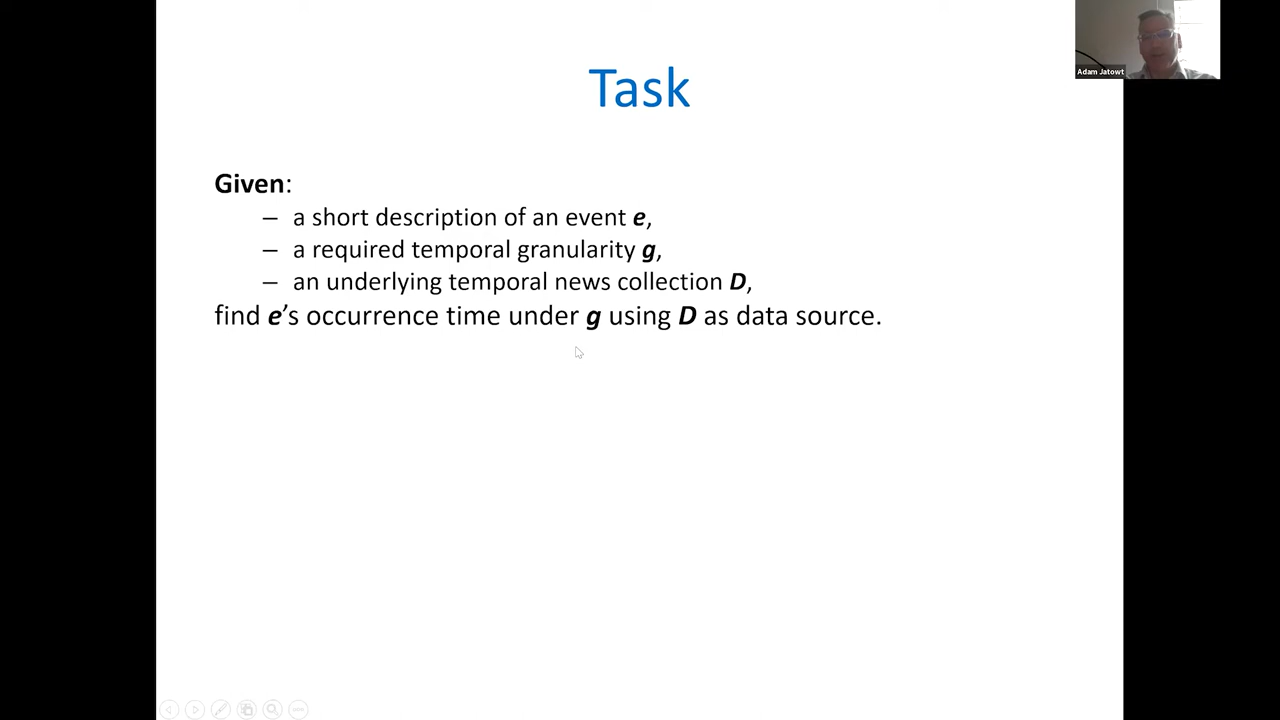 Adam Jatowt
Task
Given:
– a short description of an event e,
– a required temporal granularity g,
– an underlying temporal news collection D,
find e’s occurrence time under g using D as data source.